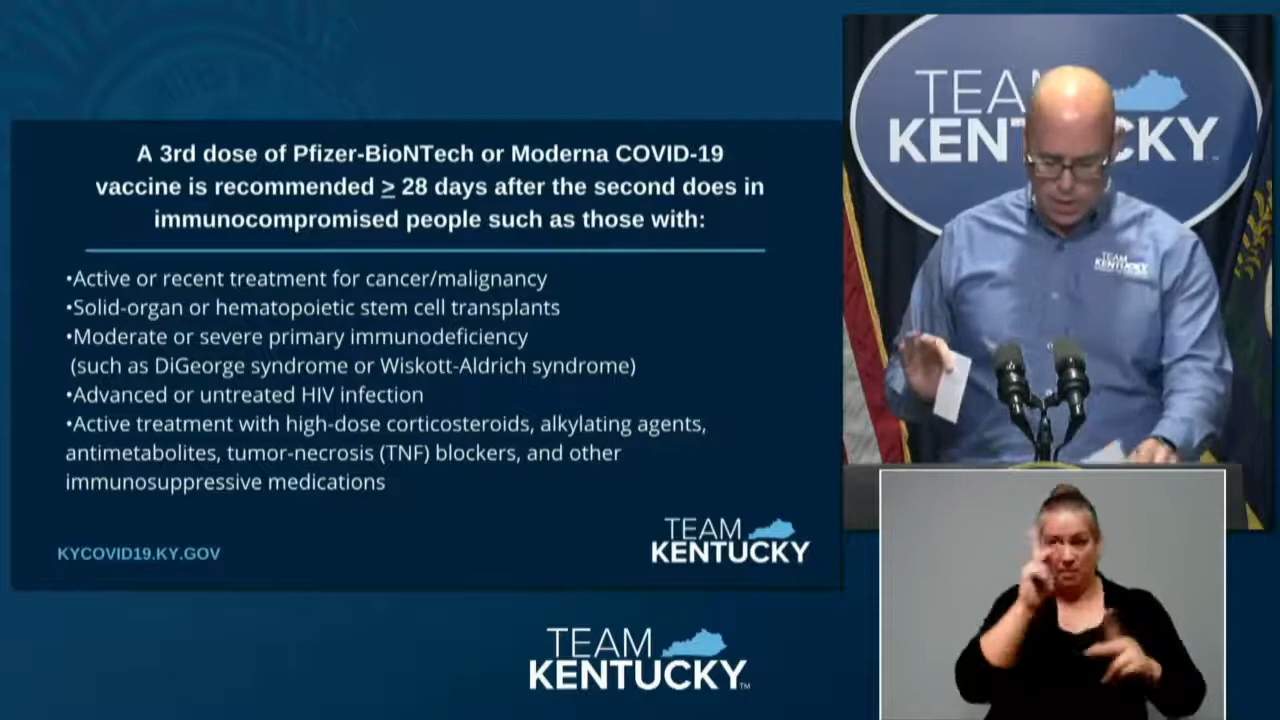 A 3rd dose of Pfizer-BioNTech or Moderna COVID-19
vaccine is recommended ≥ 28 days after the second does in
immunocompromised people such as those with:
•Active or recent treatment for cancer/malignancy
•Solid-organ or hematopoietic stem cell transplants
•Moderate or severe primary immunodeficiency
(such as DiGeorge syndrome or Wiskott-Aldrich syndrome)
•Advanced or untreated HIV infection
•Active treatment with high-dose corticosteroids, alkylating agents,
antimetabolites, tumor-necrosis (TNF) blockers, and other
immunosuppressive medications
KYCOVID19.KY.GOV
TEAM
KENTUCKY
TEAM
KENTUCKY™
TEAM
KENTUCKY
TEAM
KENTUCKY